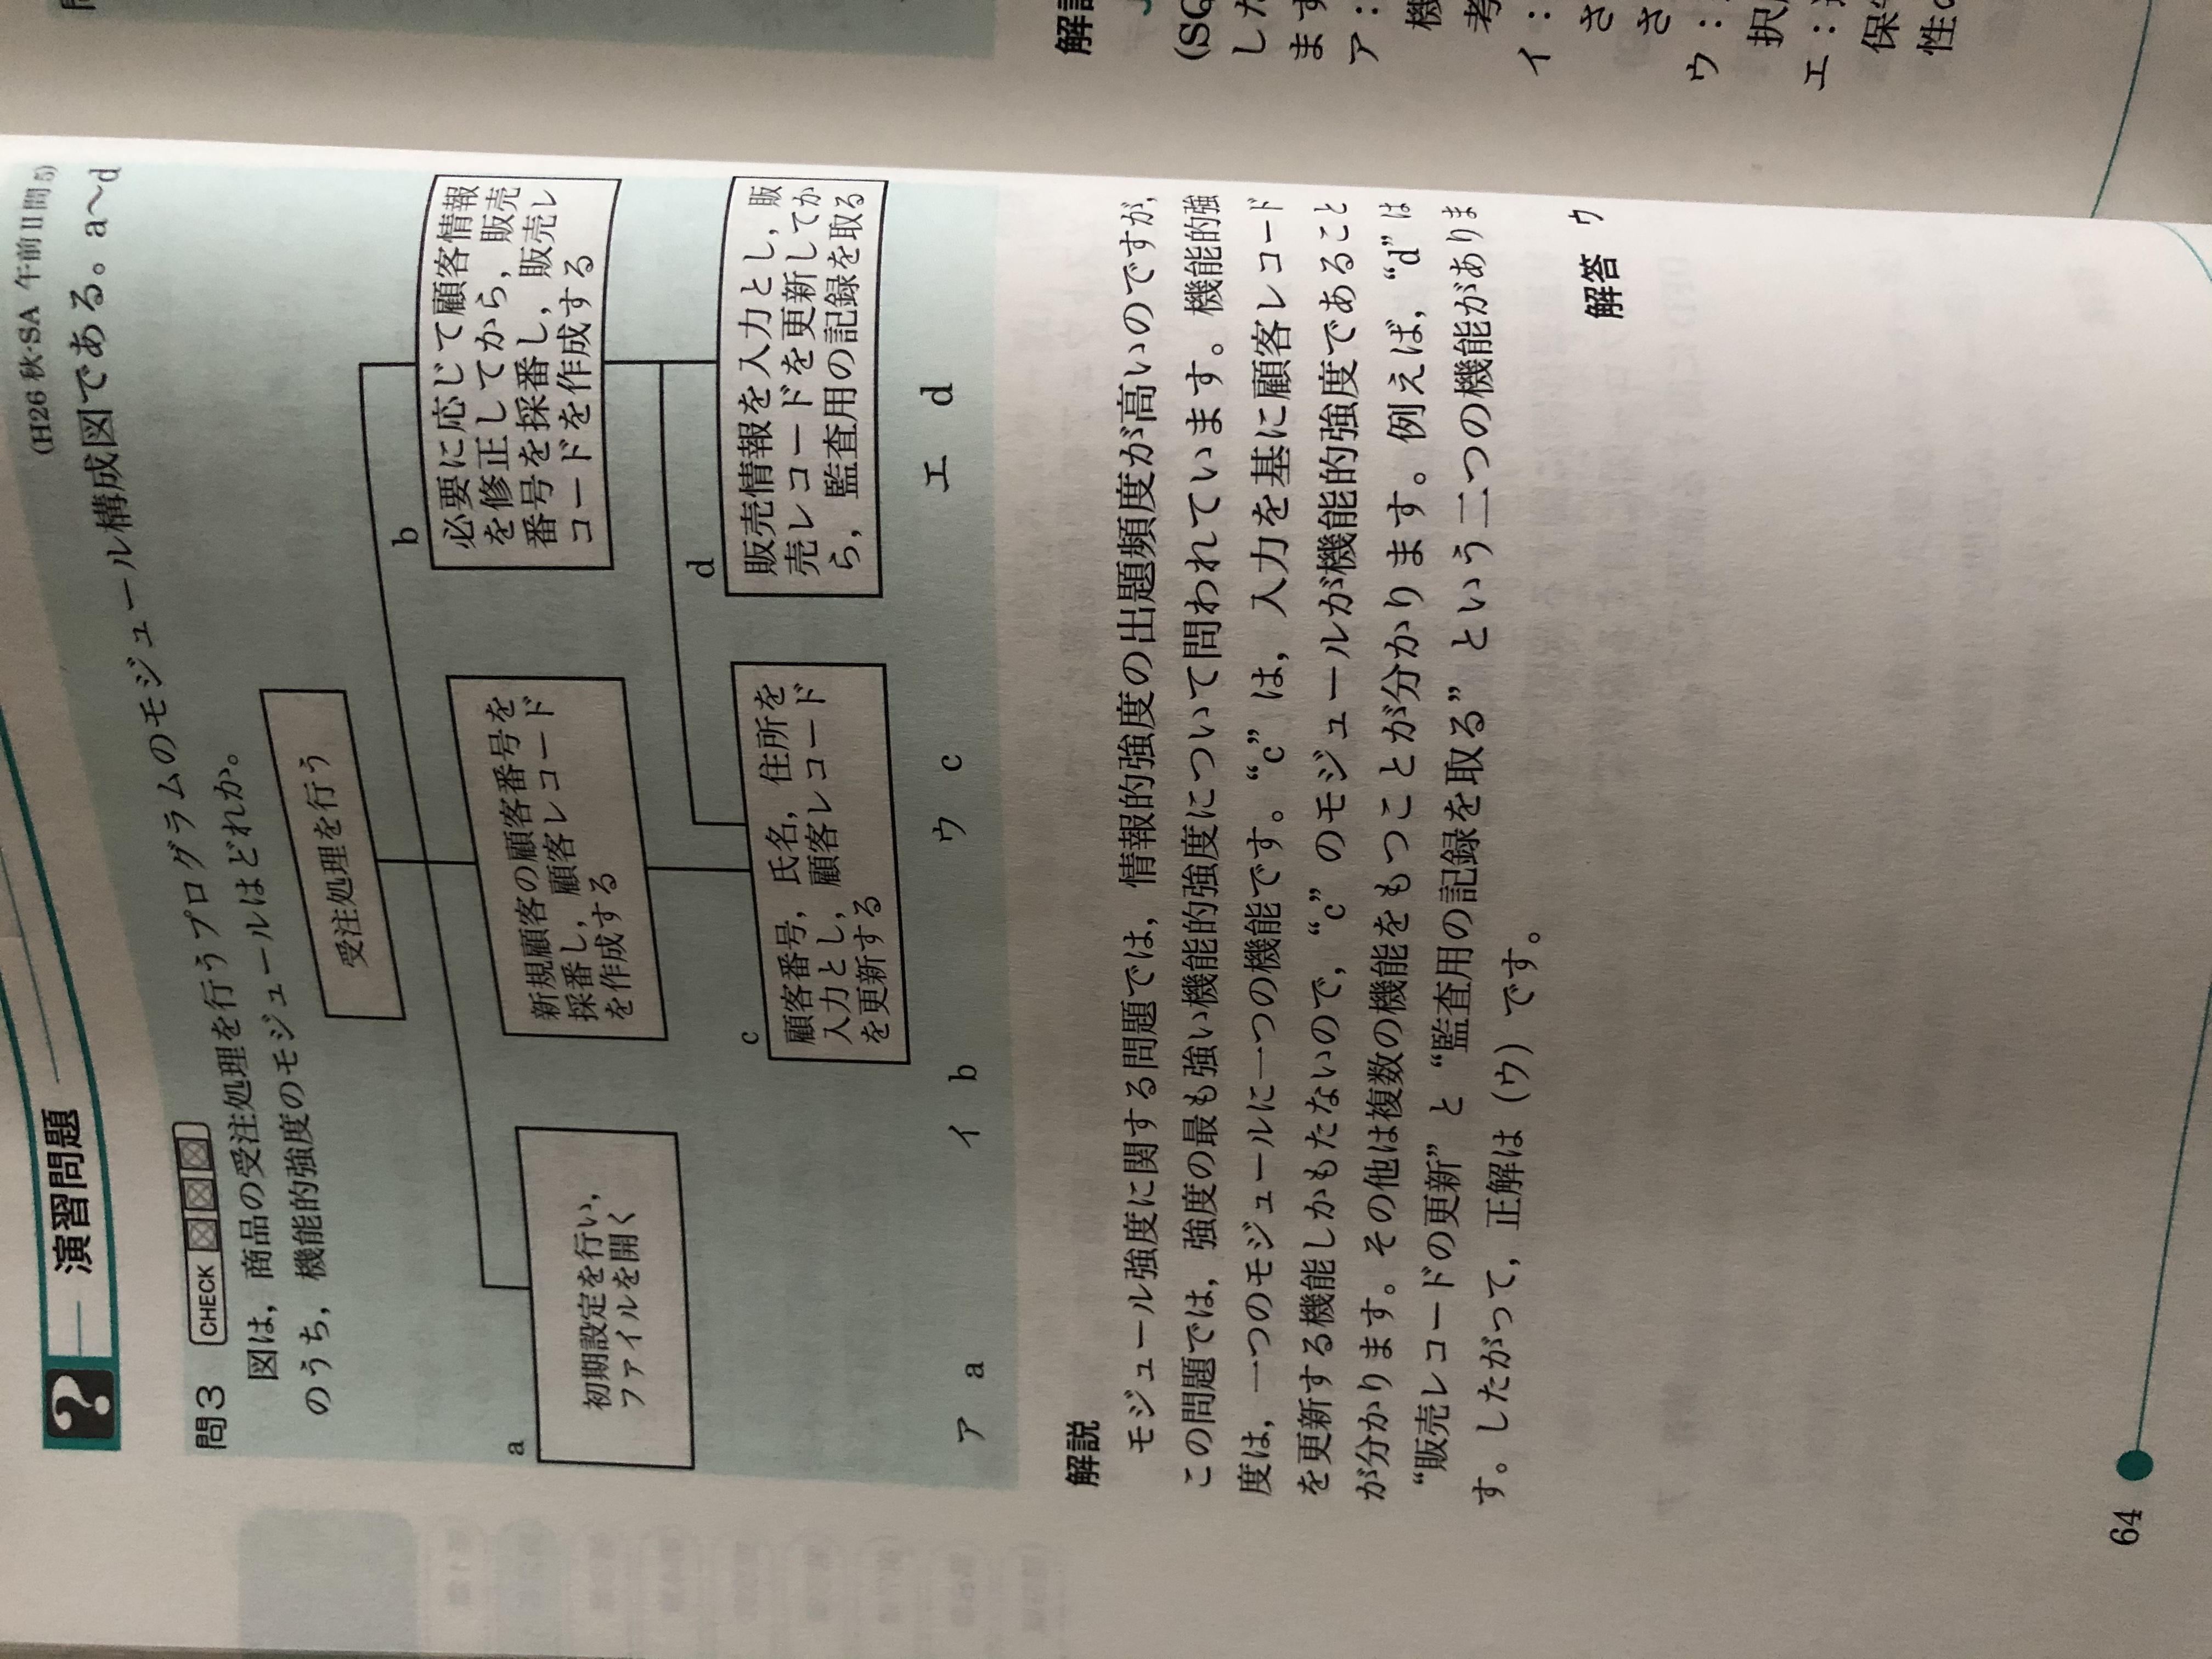 演習問題
(H26 秋·SA 午前Ⅱ問5)
問3 CHECK
図は，商品の受注処理を行うプログラムのモジュール構成図である。a～d
のうち，機能的強度のモジュールはどれか。
受注処理を行う
a
初期設定を行い，
ファイルを開く
新規顧客の顧客番号を
採番し，顧客レコード
を作成する
b
必要に応じて顧客情報
を修正してから，販売
番号を採番し，販売レ
コードを作成する
c
顧客番号，氏名，住所を
入力とし，顧客レコード
を更新する
d
販売情報を入力とし，販
売レコードを更新してか
ら，監査用の記録を取る
ア a イ b ウ c エ d
解説
モジュール強度に関する問題では，情報的強度の出題頻度が高いのですが，
この問題では，強度の最も強い機能的強度について問われています。機能的強
度は，一つのモジュールに一つの機能です。“c” は，入力を基に顧客レコード
を更新する機能しかもたないので，“c” のモジュールが機能的強度であること
が分かります。その他は複数の機能をもつことが分かります。例えば，“d” は
“販売レコードの更新” と “監査用の記録を取る” という二つの機能がありま
す。したがって，正解は（ウ）です。
解答 ウ
64
(SQ
した
ます
ア：
機
考
イ：
さ
さ
ウ：
択
エ：
保
性